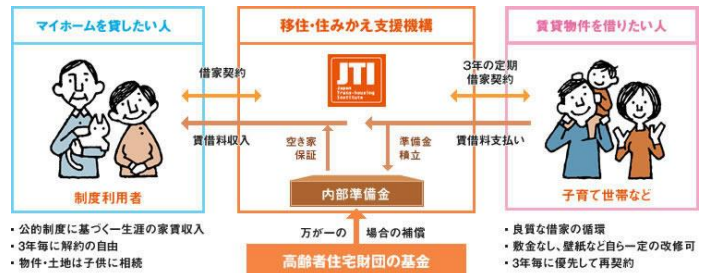 マイホームを貸したい人
制度利用者
・公的制度に基づく一生涯の家賃収入
・3年毎に解約の自由
・物件・土地は子供に相続
借家契約
賃借料収入
移住・住みかえ支援機構
JTI
Japan
Trans-housing
Institute
空き家
保証
準備金
積立
内部準備金
万が一の 場合の補償
高齢者住宅財団の基金
3年の定期
借家契約
賃借料支払い
賃貸物件を借りたい人
子育て世帯など
・良質な借家の循環
・敷金なし、壁紙など自ら一定の改修可
・3年毎に優先して再契約